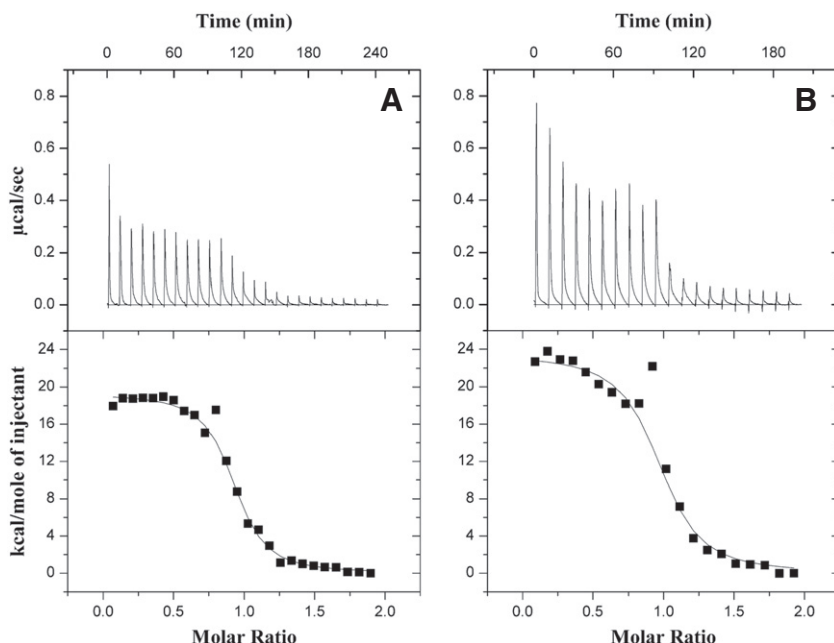 Time (min)
0 60 120 180 240
A
0.8
0.6
0.4
0.2
0.0
µcal/sec
24
20
16
12
8
4
0
kcal/mole of injectant
0.0 0.5 1.0 1.5 2.0
Molar Ratio
Time (min)
0 60 120 180
B
0.8
0.6
0.4
0.2
0.0
24
20
16
12
8
4
0
0.0 0.5 1.0 1.5 2.0
Molar Ratio